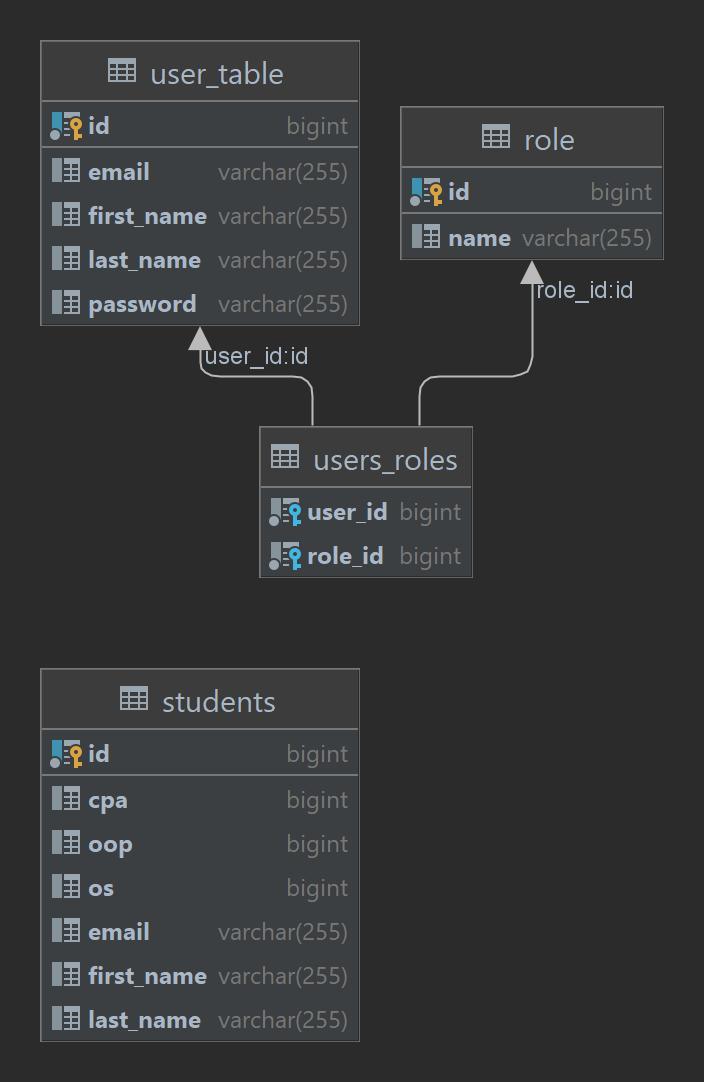 user_table
id bigint
email varchar(255)
first_name varchar(255)
last_name varchar(255)
password varchar(255)
role
id bigint
name varchar(255)
role_id:id
user_id:id
users_roles
user_id bigint
role_id bigint
students
id bigint
cpa bigint
oop bigint
os bigint
email varchar(255)
first_name varchar(255)
last_name varchar(255)